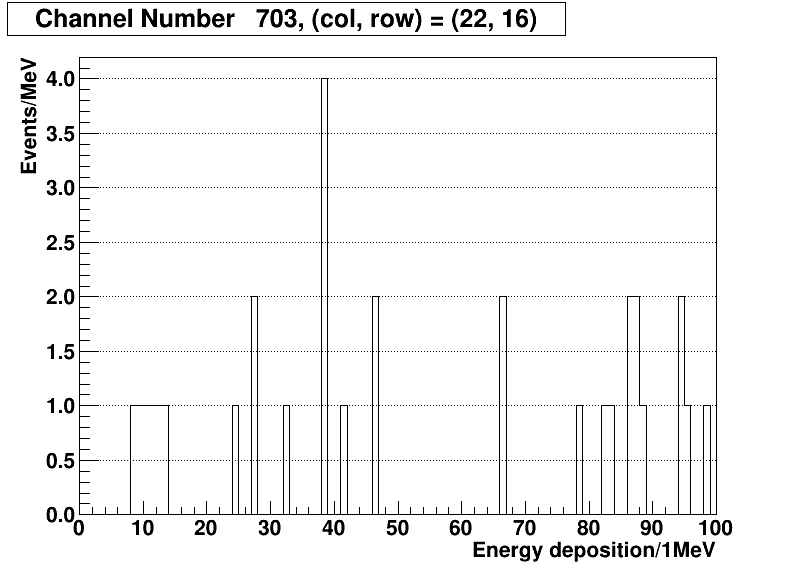 Channel Number 703, (col, row) = (22, 16)
Events/MeV
4.0
3.5
3.0
2.5
2.0
1.5
1.0
0.5
0.0
0 10 20 30 40 50 60 70 80 90 100
Energy deposition/1MeV